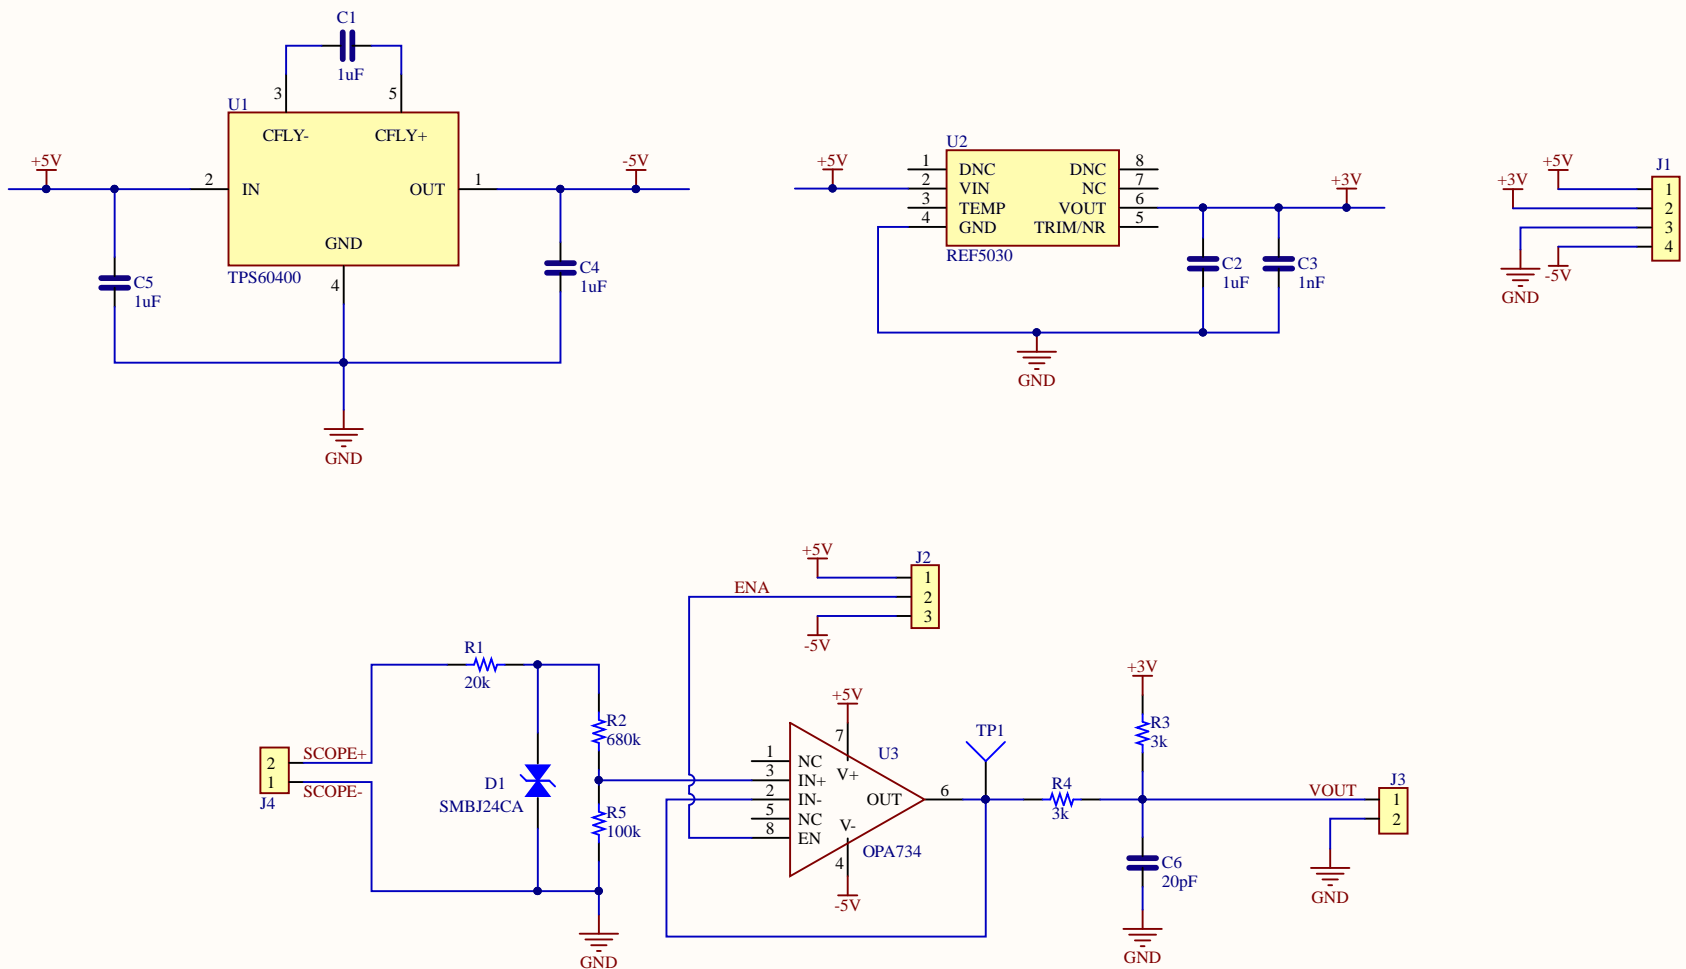 C1
1uF
3
5
U1
CFLY-
CFLY+
+5V
2
IN
OUT
1
-5V
GND
4
TPS60400
C5
1uF
C4
1uF
GND
U2
+5V
1
DNC
DNC
8
2
VIN
NC
7
3
TEMP
VOUT
6
4
GND
TRIM/NR
5
REF5030
+3V
C2
1uF
C3
1nF
GND
J1
+5V
+3V
1
2
3
4
-5V
GND
+5V
J2
ENA
1
2
3
-5V
R1
20k
R2
680k
SCOPE+
2
1
SCOPE-
J4
D1
SMBJ24CA
R5
100k
GND
+5V
7
U3
1
NC
V+
3
IN+
2
IN-
OUT
6
5
NC
V-
8
EN
4
OPA734
-5V
TP1
+3V
R3
3k
R4
3k
VOUT
J3
1
2
C6
20pF
GND
GND